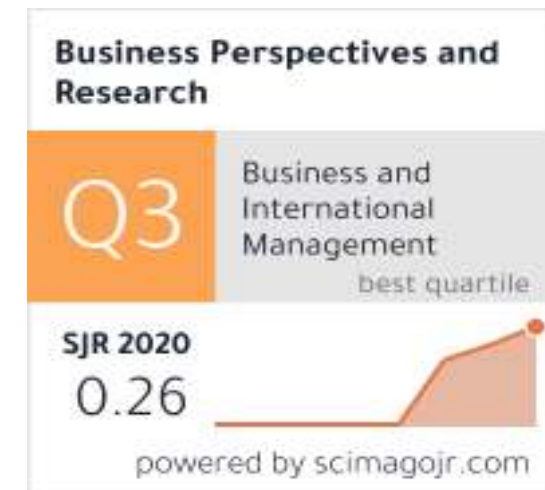 Business Perspectives and
Research
Q3
Business and
International
Management
best quartile
SJR 2020
0.26
powered by scimagojr.com